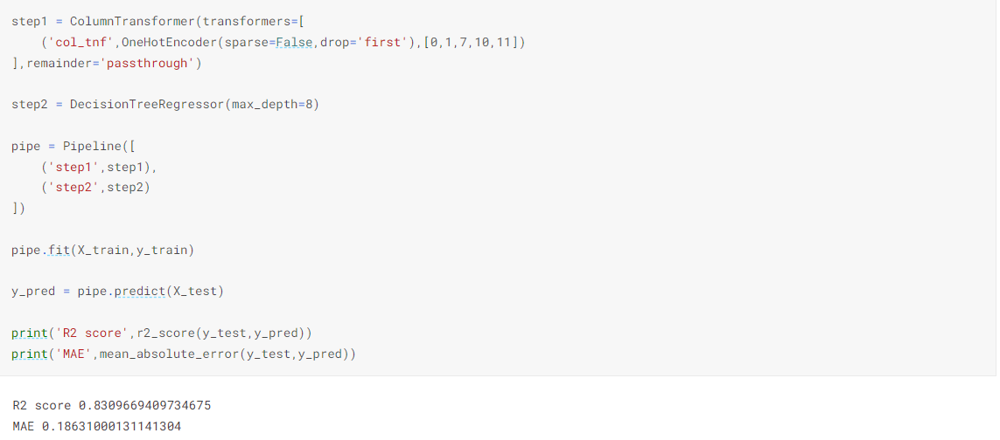 step1 = ColumnTransformer(transformers=[
    ('col_tnf',OneHotEncoder(sparse=False,drop='first'),[0,1,7,10,11])
],remainder='passthrough')
step2 = DecisionTreeRegressor(max_depth=8)
pipe = Pipeline([
    ('step1',step1),
    ('step2',step2)
])
pipe.fit(X_train,y_train)
y_pred = pipe.predict(X_test)
print('R2 score',r2_score(y_test,y_pred))
print('MAE',mean_absolute_error(y_test,y_pred))
R2 score 0.8309669409734675
MAE 0.18631000131141304